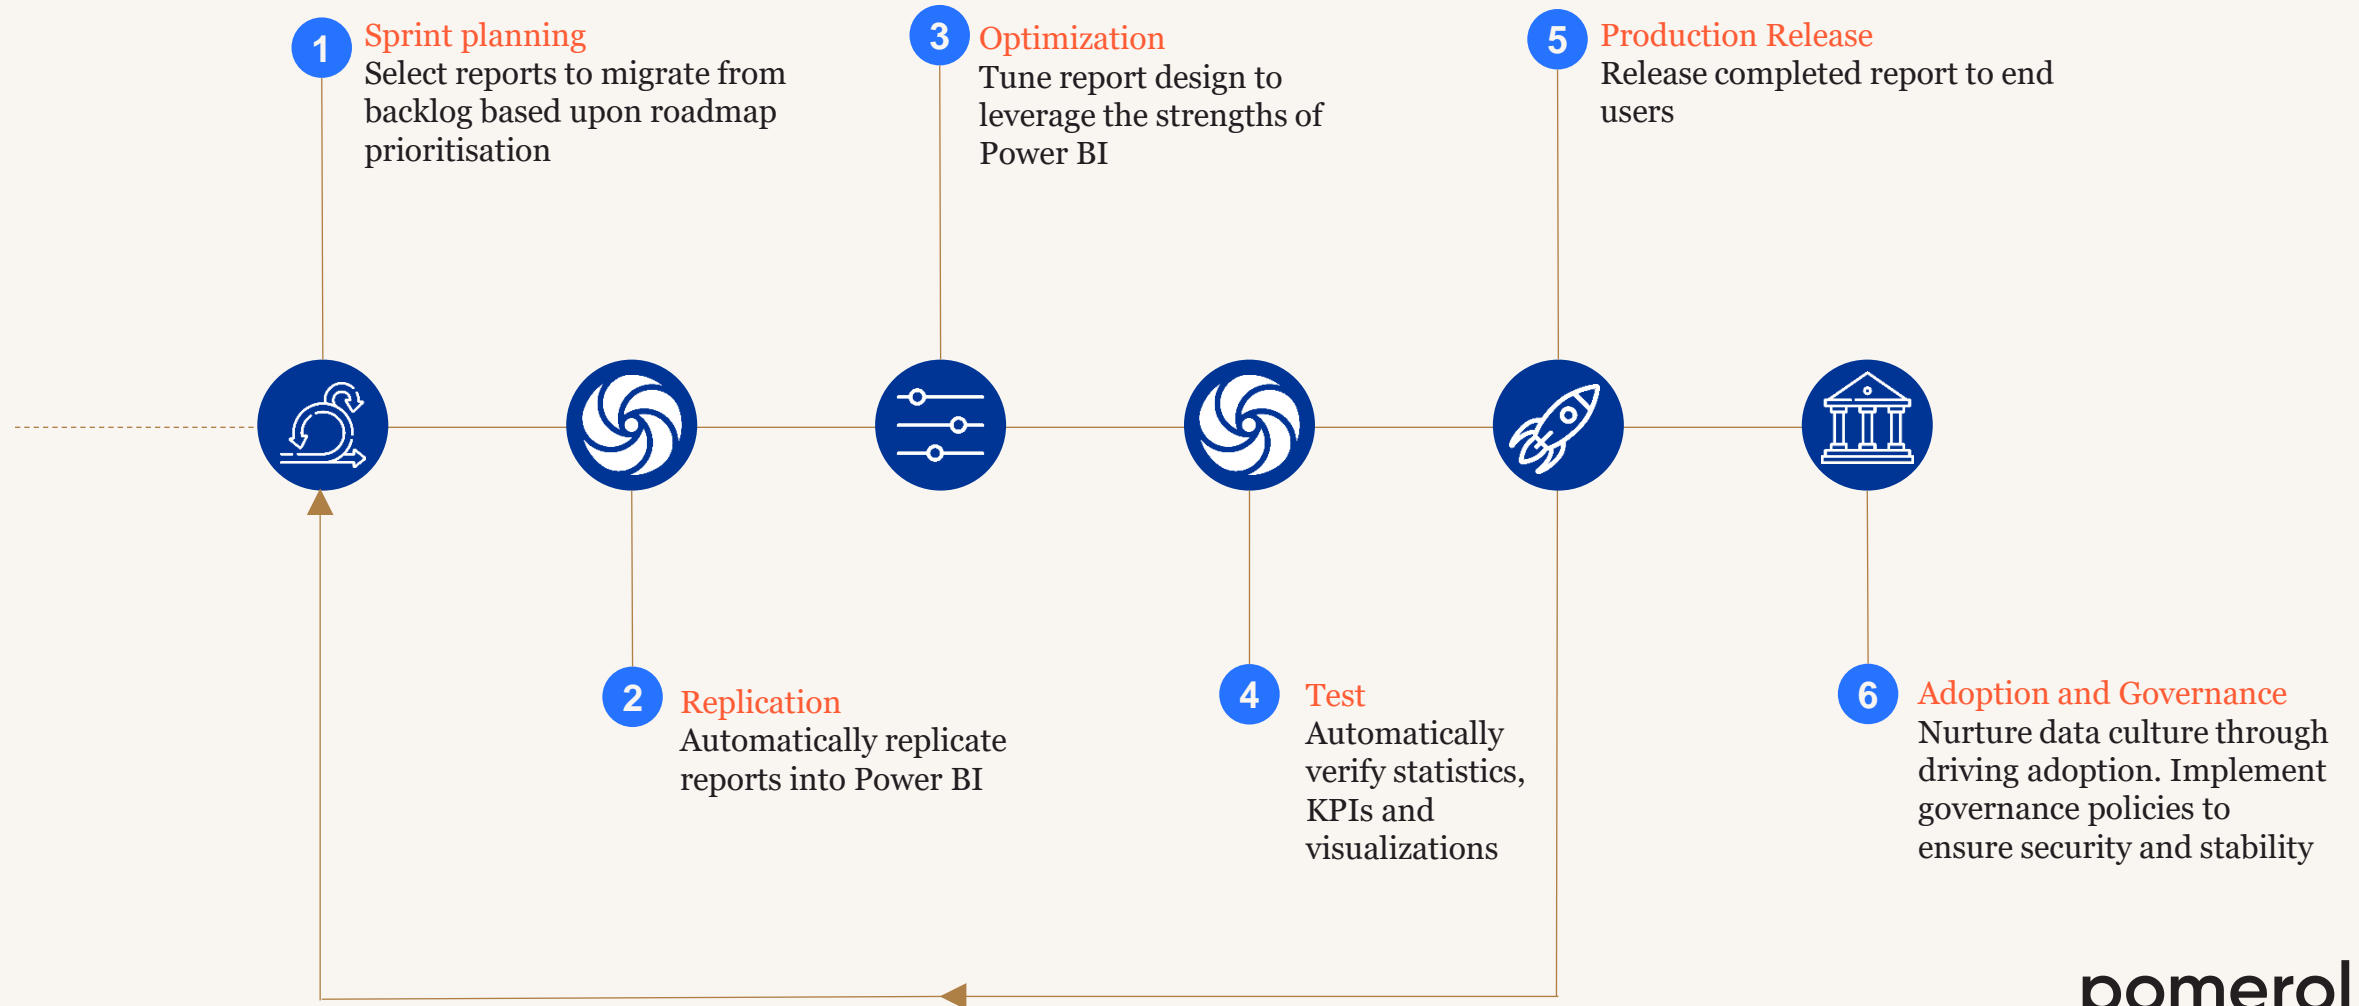 1
Sprint planning
Select reports to migrate from
backlog based upon roadmap
prioritisation
3
Optimization
Tune report design to
leverage the strengths of
Power BI
5
Production Release
Release completed report to end
users
2
Replication
Automatically replicate
reports into Power BI
4
Test
Automatically
verify statistics,
KPIs and
visualizations
6
Adoption and Governance
Nurture data culture through
driving adoption. Implement
governance policies to
ensure security and stability
pomerol